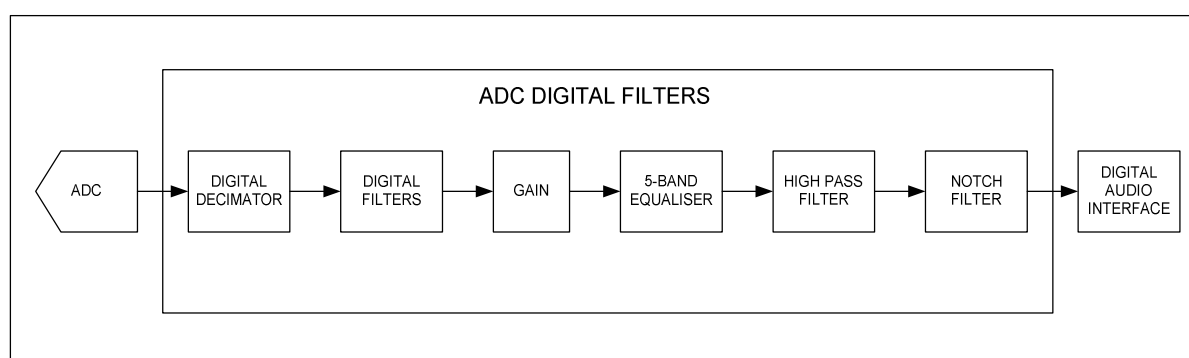 ADC DIGITAL FILTERS
ADC
DIGITAL
DECIMATOR
DIGITAL
FILTERS
GAIN
5-BAND
EQUALISER
HIGH PASS
FILTER
NOTCH
FILTER
DIGITAL
AUDIO
INTERFACE